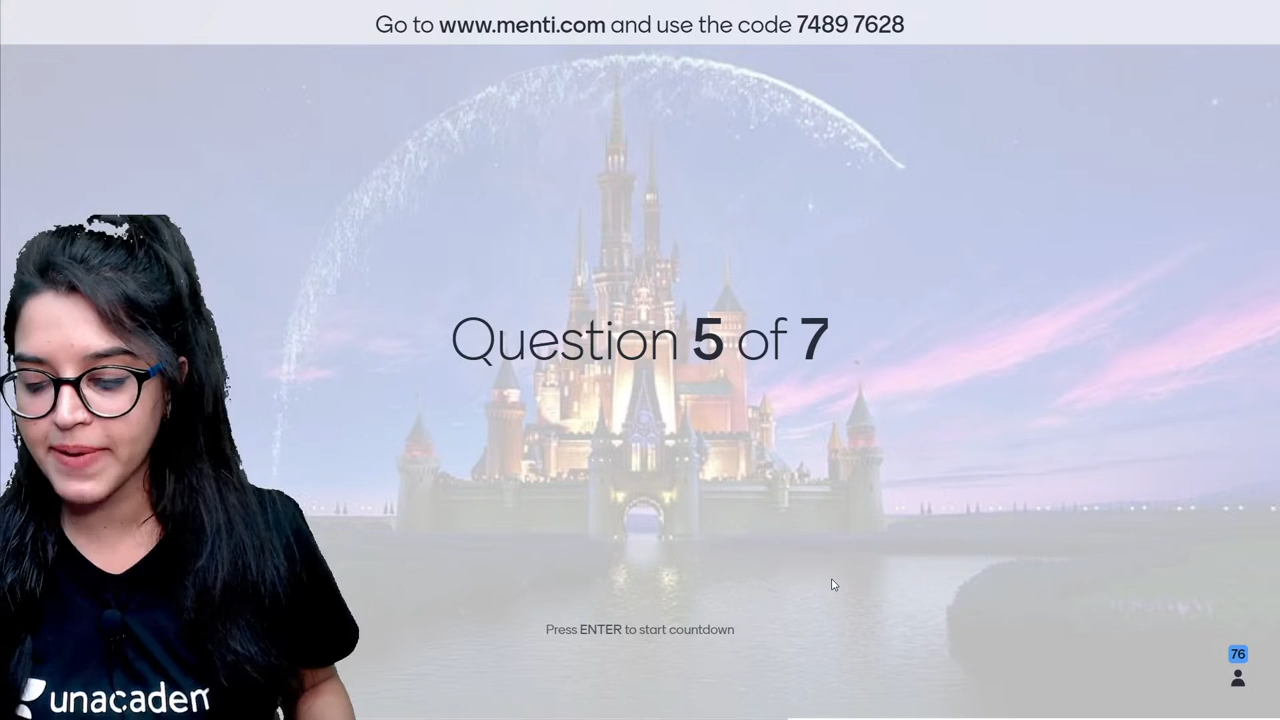 Go to www.menti.com and use the code 7489 7628
Question 5 of 7
Press ENTER to start countdown
76
unacadem